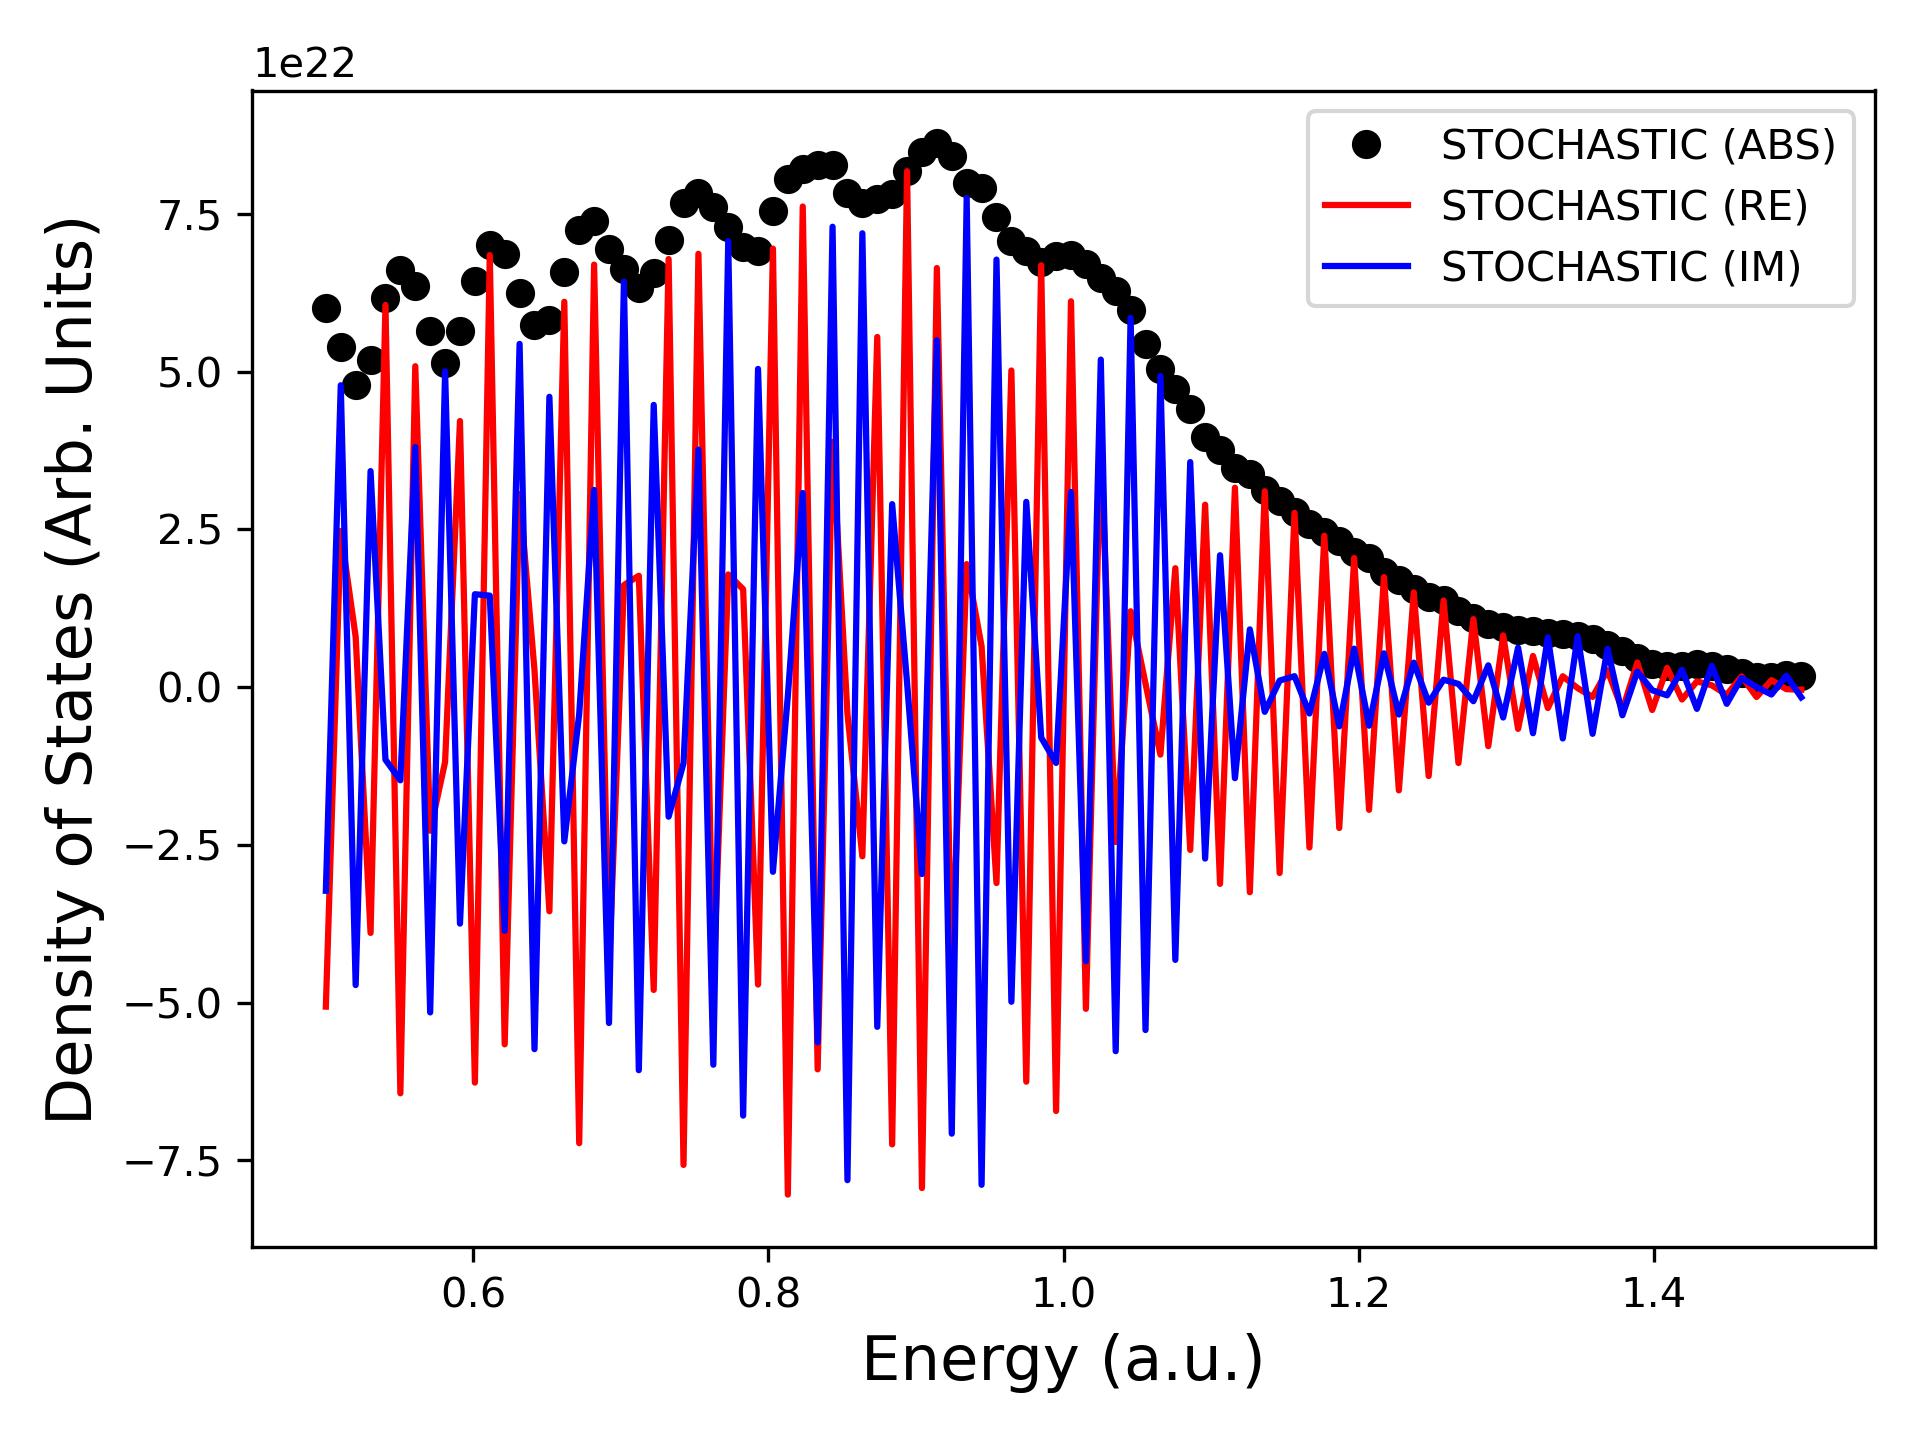 1e22
STOCHASTIC (ABS)
STOCHASTIC (RE)
STOCHASTIC (IM)
Density of States (Arb. Units)
7.5
5.0
2.5
0.0
−2.5
−5.0
−7.5
0.6 0.8 1.0 1.2 1.4
Energy (a.u.)